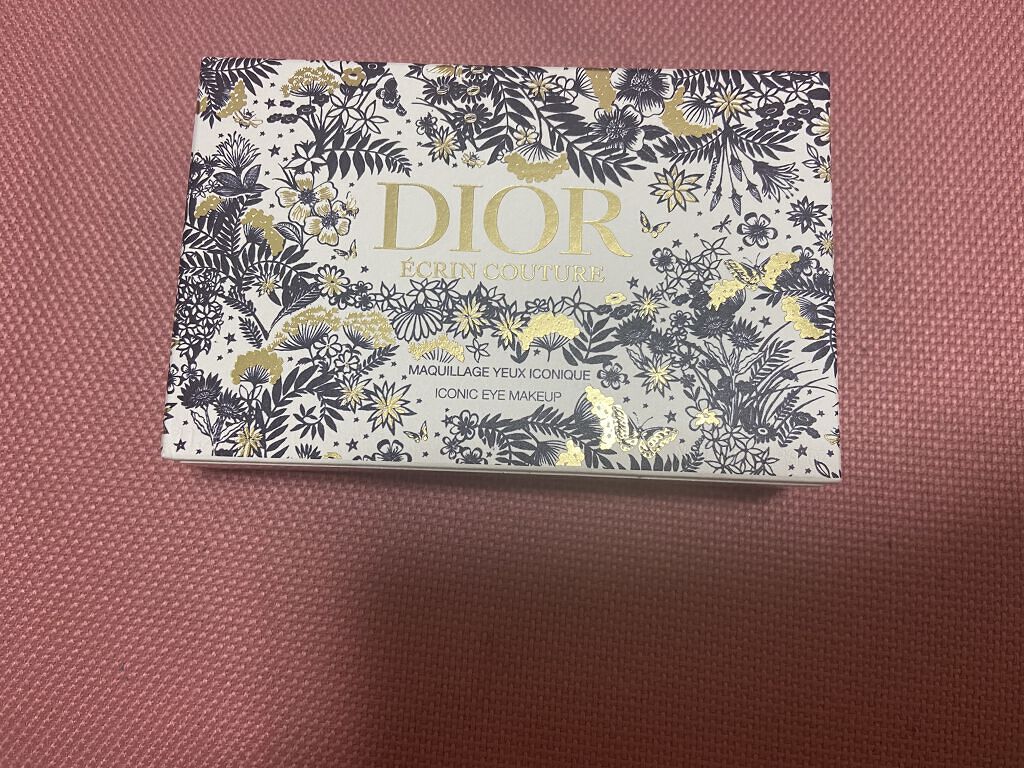 DIOR
ÉCRIN COUTURE
MAQUILLAGE YEUX ICONIQUE
ICONIC EYE MAKEUP